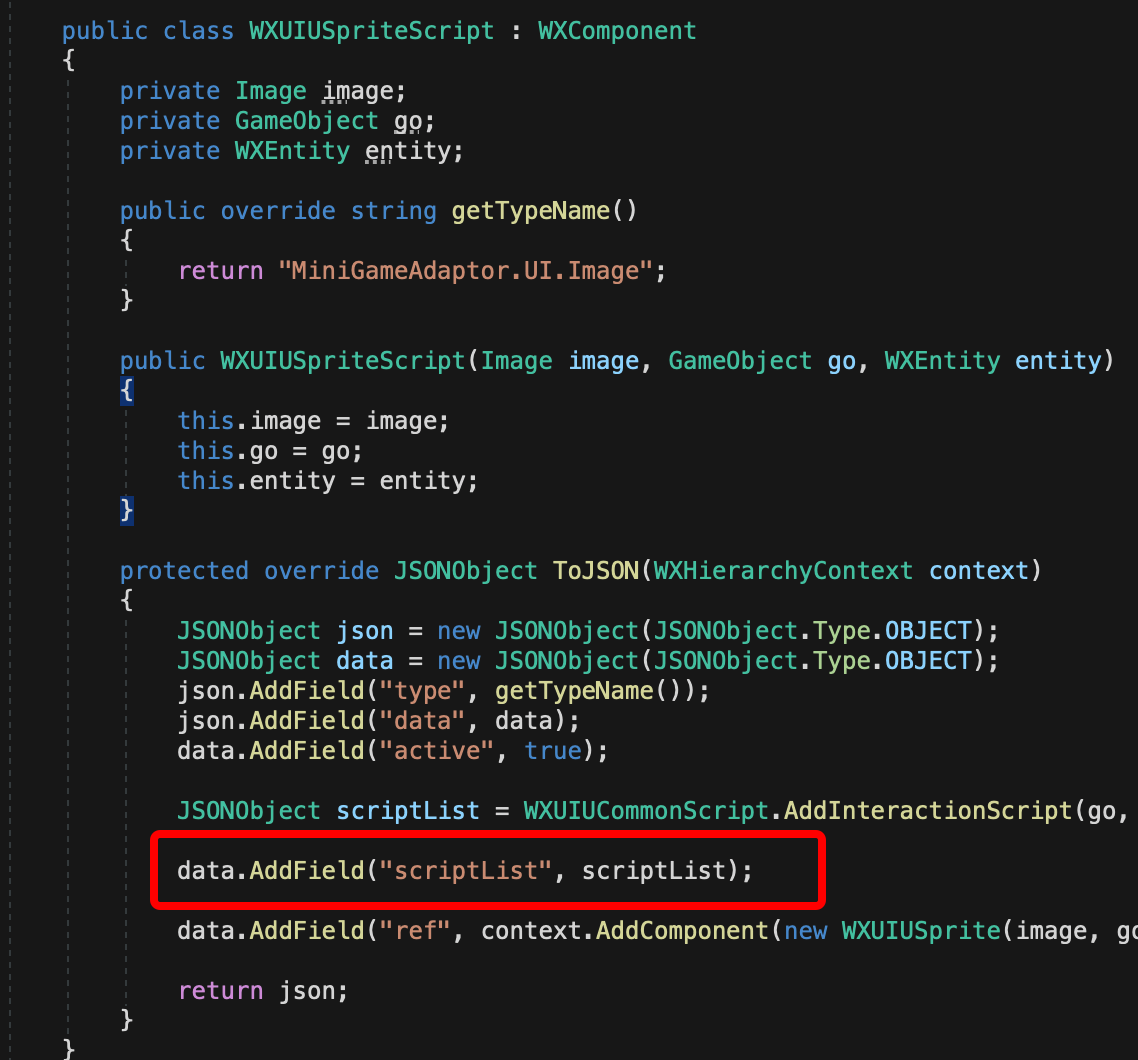 public class WXUIUSpriteScript : WXComponent
{
private Image image;
private GameObject go;
private WXEntity entity;
public override string getTypeName()
{
return "MiniGameAdaptor.UI.Image";
}
public WXUIUSpriteScript(Image image, GameObject go, WXEntity entity)
{
this.image = image;
this.go = go;
this.entity = entity;
}
protected override JSONObject ToJSON(WXHierarchyContext context)
{
JSONObject json = new JSONObject(JSONObject.Type.OBJECT);
JSONObject data = new JSONObject(JSONObject.Type.OBJECT);
json.AddField("type", getTypeName());
json.AddField("data", data);
data.AddField("active", true);
JSONObject scriptList = WXUIUCommonScript.AddInteractionScript(go,
data.AddField("scriptList", scriptList);
data.AddField("ref", context.AddComponent(new WXUIUSprite(image, go
return json;
}
}